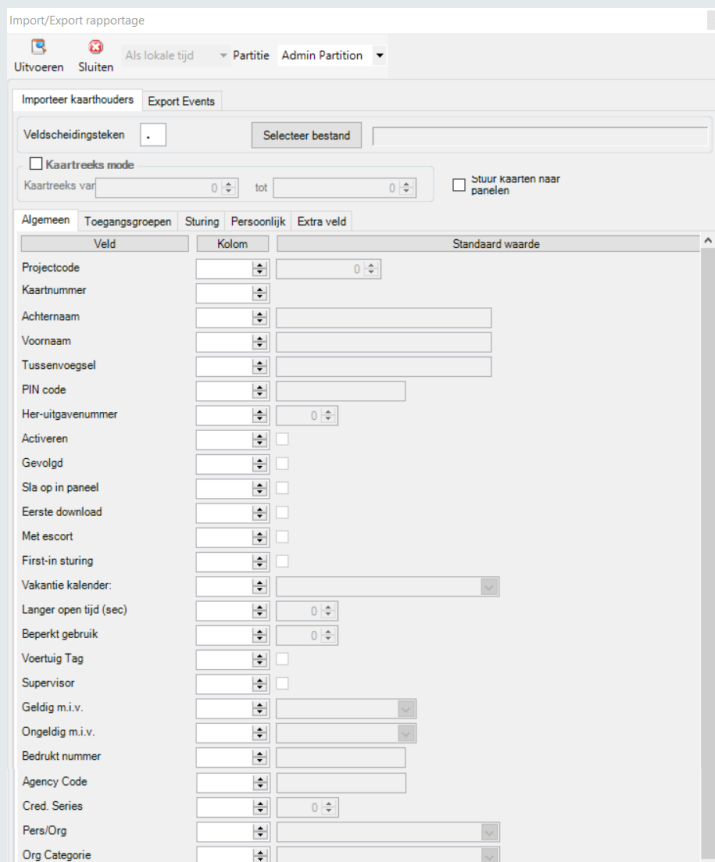 Import/Export rapportage
Uitvoeren Sluiten Als lokale tijd Partitie Admin Partition
Importeer kaarthouders Export Events
Veldscheidingsteken . Selecteer bestand
Kaartreeks mode
Kaartreeks van 0 tot 0
Stuur kaarten naar
panelen
Algemeen Toegangsgroepen Sturing Persoonlijk Extra veld
Veld Kolom Standaard waarde
Projectcode 0
Kaartnummer
Achternaam
Voornaam
Tussenvoegsel
PIN code
Her-uitgavenummer 0
Activeren
Gevolgd
Sla op in paneel
Eerste download
Met escort
First-in sturing
Vakantie kalender:
Langer open tijd (sec) 0
Beperkt gebruik 0
Voertuig Tag
Supervisor
Geldig m.i.v.
Ongeldig m.i.v.
Bedrukt nummer
Agency Code
Cred. Series 0
Pers/Org
Org Categorie